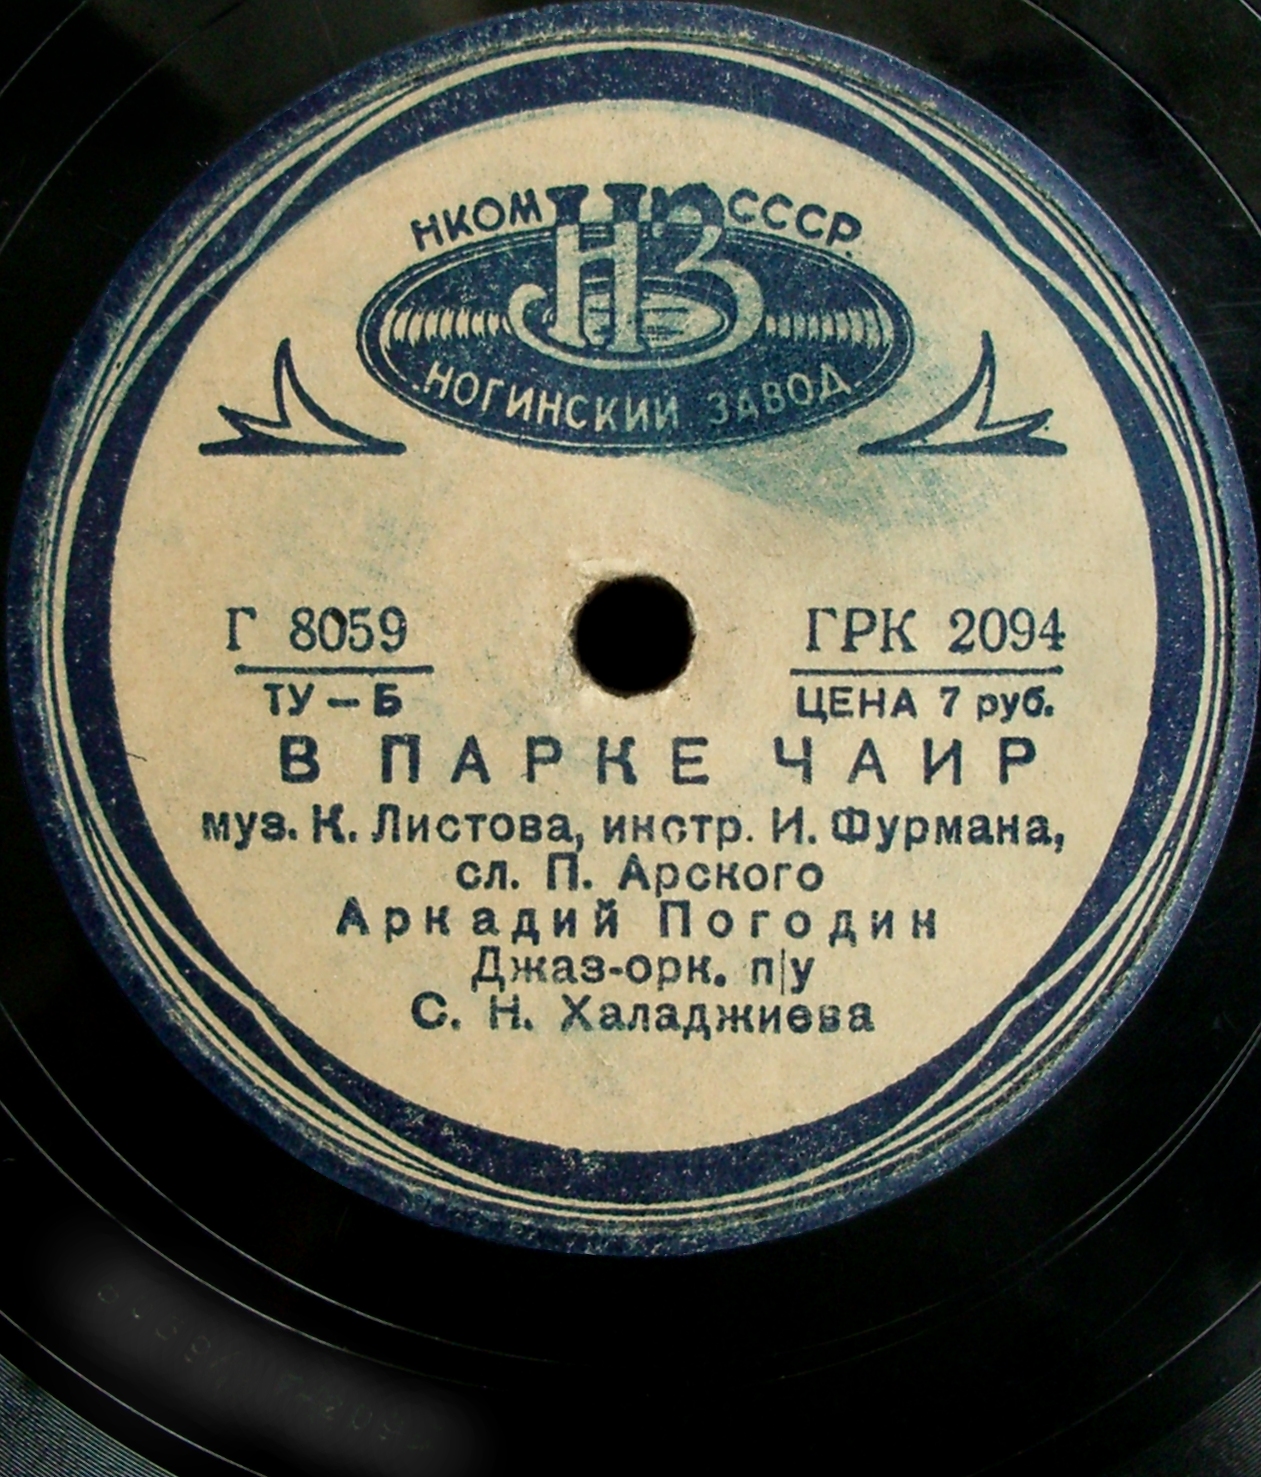 НКОМ МП СССР
НЗ
НОГИНСКИЙ ЗАВОД
Г 8059 ГРК 2094
ТУ–Б ЦЕНА 7 руб.
В ПАРКЕ ЧАИР
муз. К. Листова, инстр. И. Фурмана,
сл. П. Арского
Аркадий Погодин
Джаз-орк. п|у
С. Н. Халаджиева